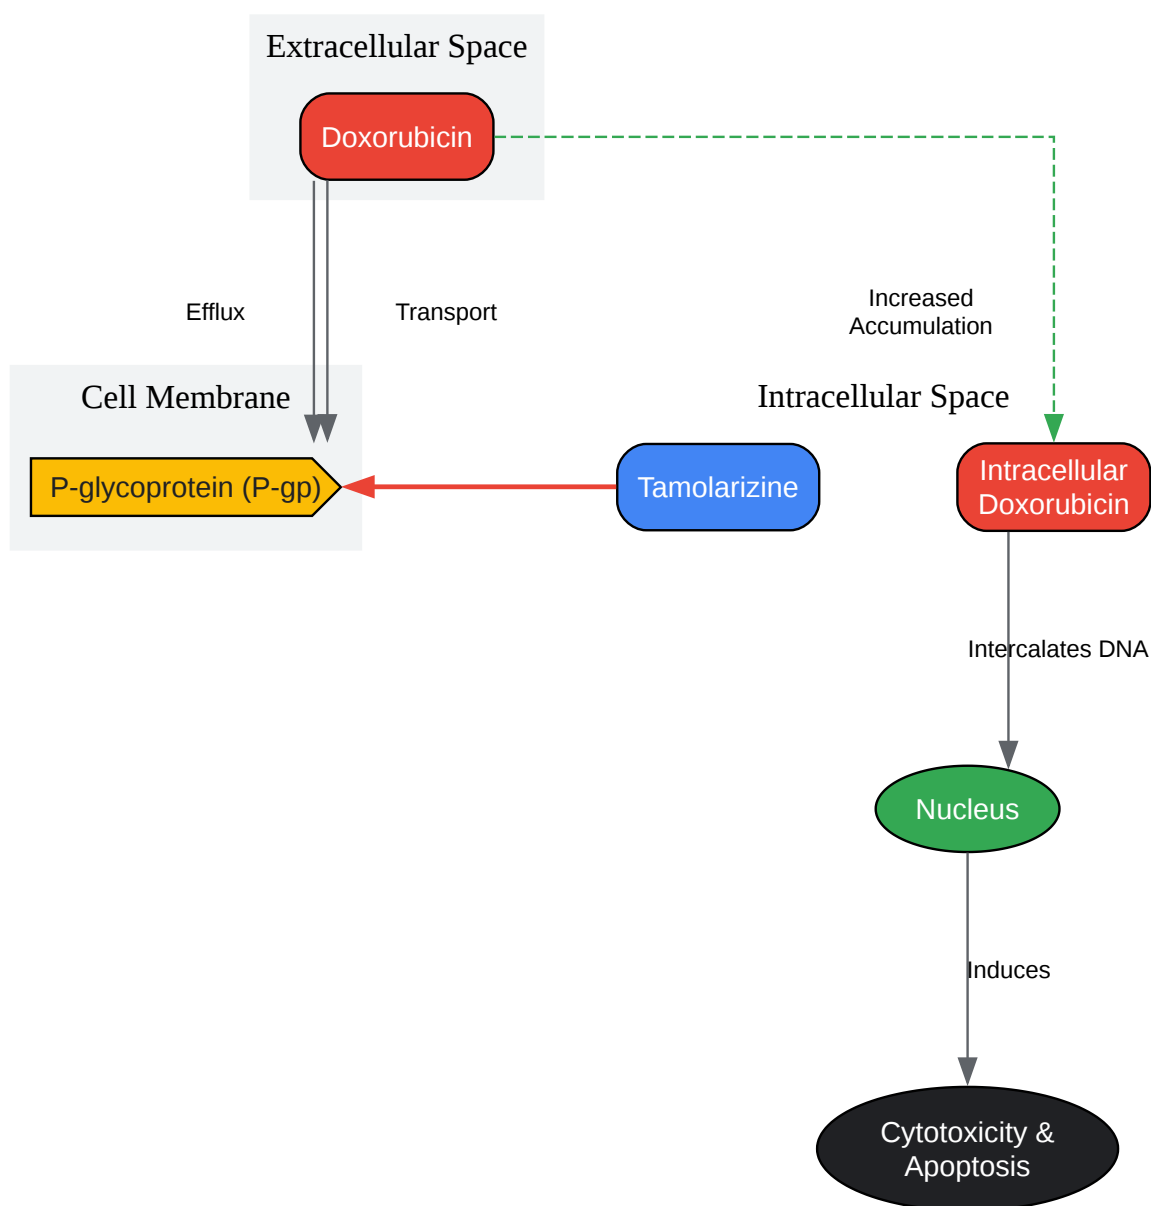 Extracellular Space
Doxorubicin
Efflux
Transport
Increased
Accumulation
Cell Membrane
Intracellular Space
P-glycoprotein (P-gp)
Tamolarizine
Intracellular
Doxorubicin
Intercalates DNA
Nucleus
Induces
Cytotoxicity &
Apoptosis